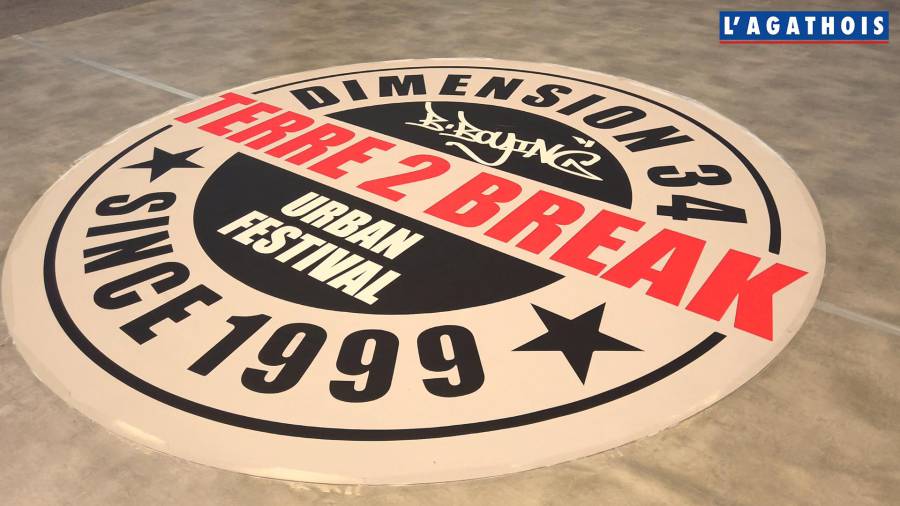 L'AGATHOIS
DIMENSION 34
B.BOYING
TERRE 2 BREAK
URBAN
FESTIVAL
SINCE 1999